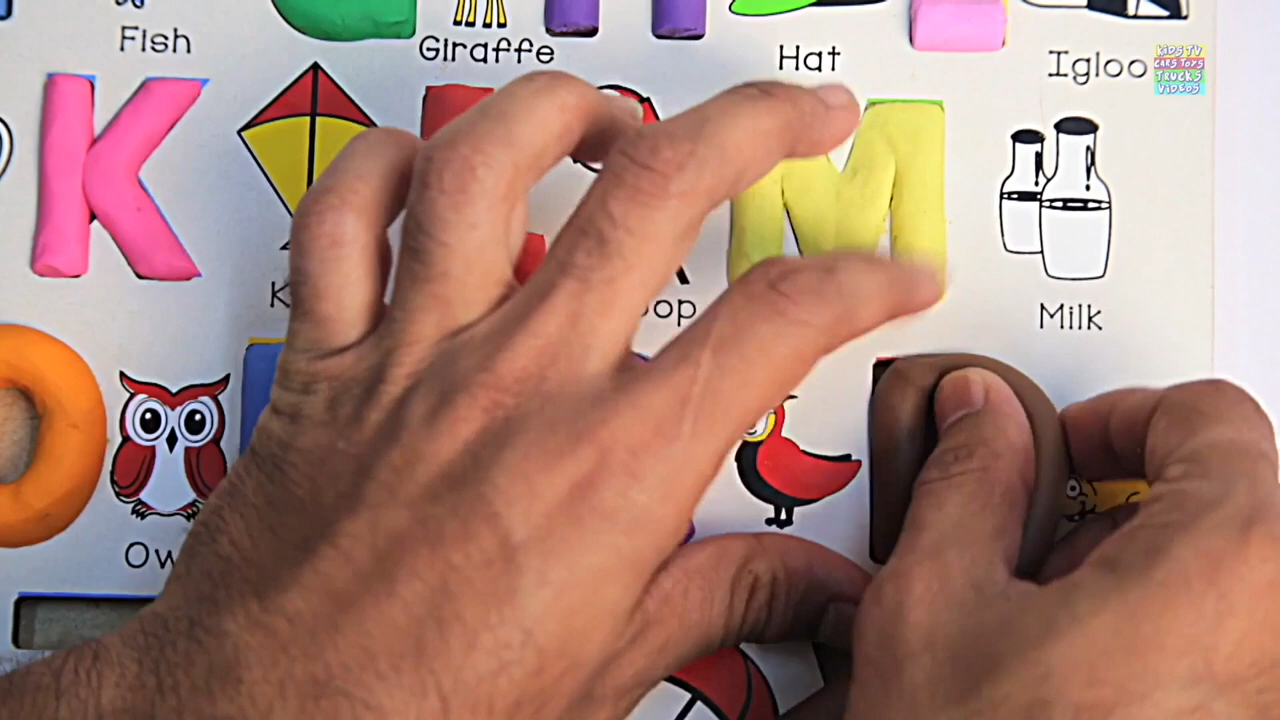 Fish
Giraffe
Hat
Igloo
KIDS TV
CARS TOYS
TRUCKS
VIDEOS
K
M
Milk
O